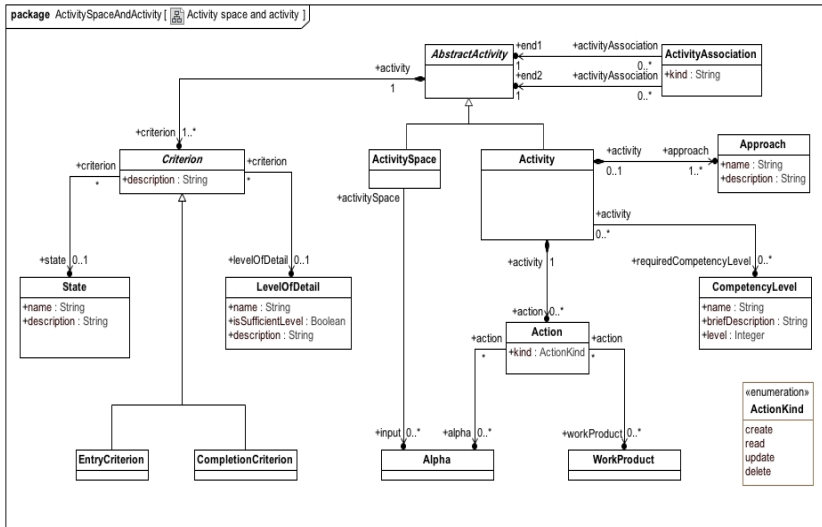 package ActivitySpaceAndActivity [ Activity space and activity ]
AbstractActivity
+end1
1
+activityAssociation
0..*
+end2
1
+activityAssociation
0..*
ActivityAssociation
+kind : String
+activity
1
+criterion
1..*
Criterion
+description : String
+criterion
*
+criterion
*
+state
0..1
+levelOfDetail
0..1
State
+name : String
+description : String
LevelOfDetail
+name : String
+isSufficientLevel : Boolean
+description : String
EntryCriterion
CompletionCriterion
ActivitySpace
+activitySpace
Activity
+activity
0..1
+approach
1..*
Approach
+name : String
+description : String
+activity
0..*
+requiredCompetencyLevel
0..*
CompetencyLevel
+name : String
+briefDescription : String
+level : Integer
+activity
1
+action
0..*
Action
+kind : ActionKind
+action
*
+action
*
+input
0..*
+alpha
0..*
+workProduct
0..*
Alpha
WorkProduct
«enumeration»
ActionKind
create
read
update
delete